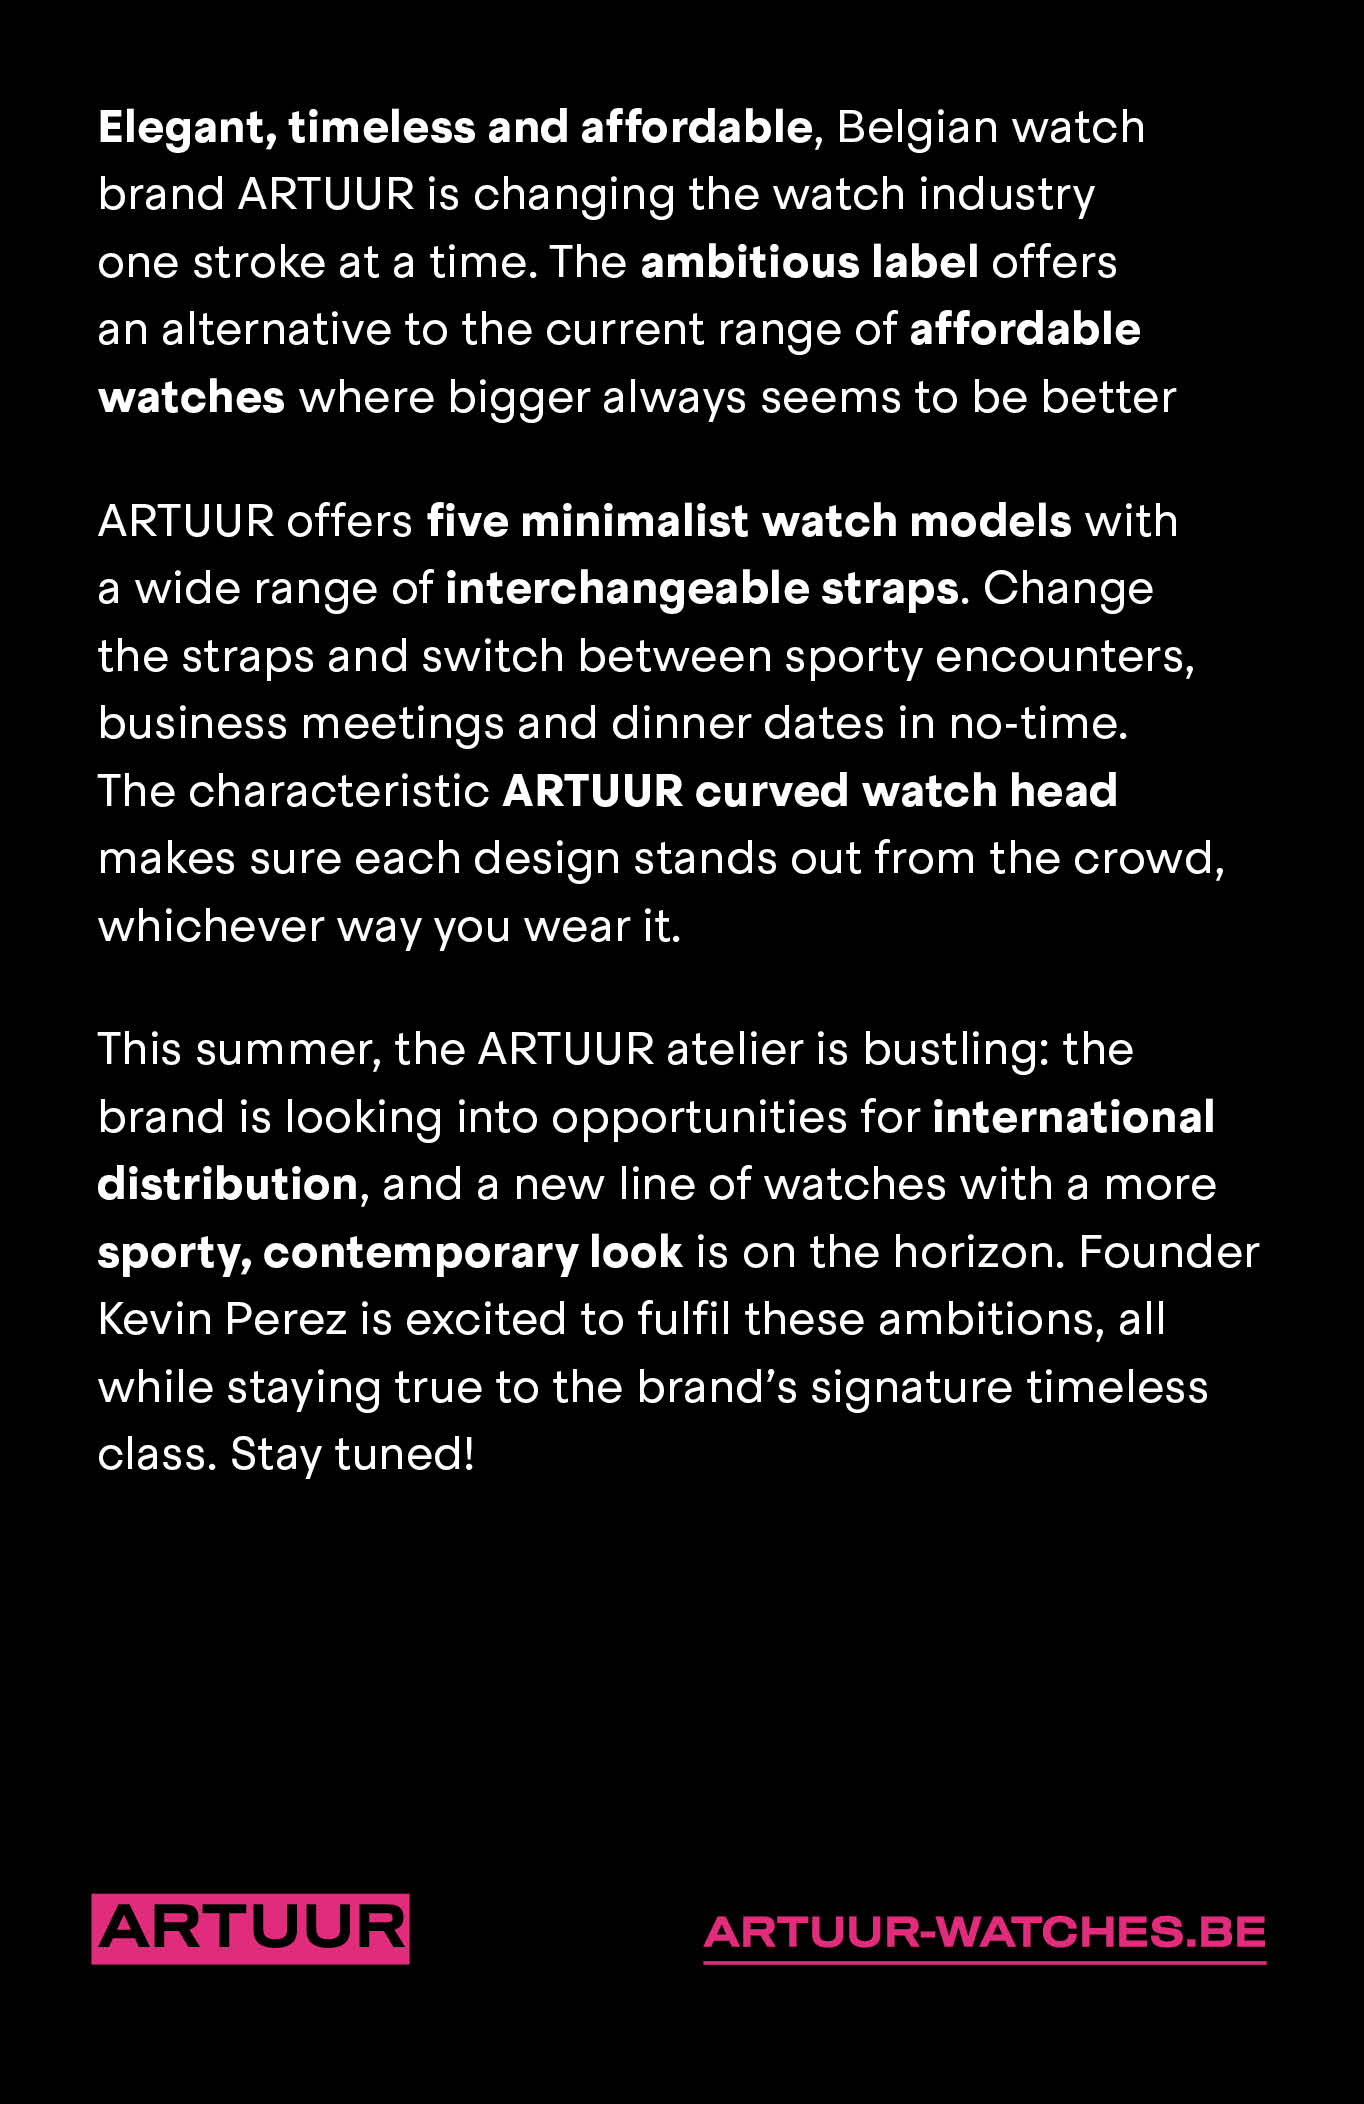 Elegant, timeless and affordable, Belgian watch
brand ARTUUR is changing the watch industry
one stroke at a time. The ambitious label offers
an alternative to the current range of affordable
watches where bigger always seems to be better
ARTUUR offers five minimalist watch models with
a wide range of interchangeable straps. Change
the straps and switch between sporty encounters,
business meetings and dinner dates in no-time.
The characteristic ARTUUR curved watch head
makes sure each design stands out from the crowd,
whichever way you wear it.
This summer, the ARTUUR atelier is bustling: the
brand is looking into opportunities for international
distribution, and a new line of watches with a more
sporty, contemporary look is on the horizon. Founder
Kevin Perez is excited to fulfil these ambitions, all
while staying true to the brand’s signature timeless
class. Stay tuned!
ARTUUR
ARTUUR-WATCHES.BE